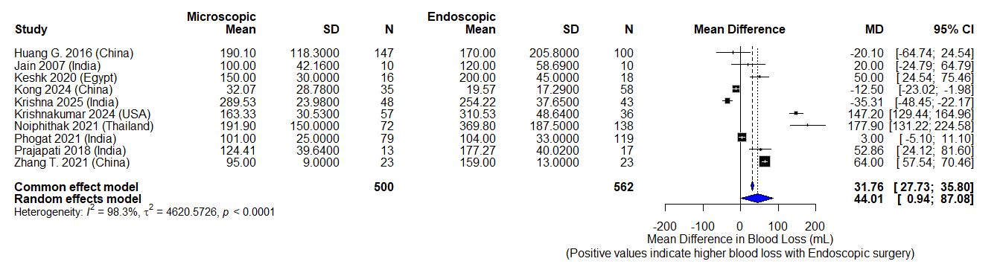 Microscopic Endoscopic
Study Mean SD N Mean SD N Mean Difference MD 95% CI
Huang G. 2016 (China) 190.10 118.3000 147 170.00 205.8000 100 -20.10 [-64.74; 24.54]
Jain 2007 (India) 100.00 42.1600 10 120.00 58.6900 10 20.00 [-24.79; 64.79]
Keshk 2020 (Egypt) 150.00 30.0000 16 200.00 45.0000 18 50.00 [ 24.54; 75.46]
Kong 2024 (China) 32.07 28.7800 35 19.57 17.2900 58 -12.50 [-23.02; -1.98]
Krishna 2025 (India) 289.53 23.9800 48 254.22 37.6500 43 -35.31 [-48.45; -22.17]
Krishnakumar 2024 (USA) 163.33 30.5300 57 310.53 48.6400 36 147.20 [129.44; 164.96]
Noiphithak 2021 (Thailand) 191.90 150.0000 72 369.80 187.5000 138 177.90 [131.22; 224.58]
Phogat 2021 (India) 101.00 25.0000 79 104.00 33.0000 119 3.00 [ -5.10; 11.10]
Prajapati 2018 (India) 124.41 39.6400 13 177.27 40.0200 17 52.86 [ 24.12; 81.60]
Zhang T. 2021 (China) 95.00 9.0000 23 159.00 13.0000 23 64.00 [ 57.54; 70.46]
Common effect model 500 562 31.76 [ 27.73; 35.80]
Random effects model 44.01 [ 0.94; 87.08]
Heterogeneity: I² = 98.3%, τ² = 4620.5726, p < 0.0001
-200 -100 0 100 200
Mean Difference in Blood Loss (mL)
(Positive values indicate higher blood loss with Endoscopic surgery)